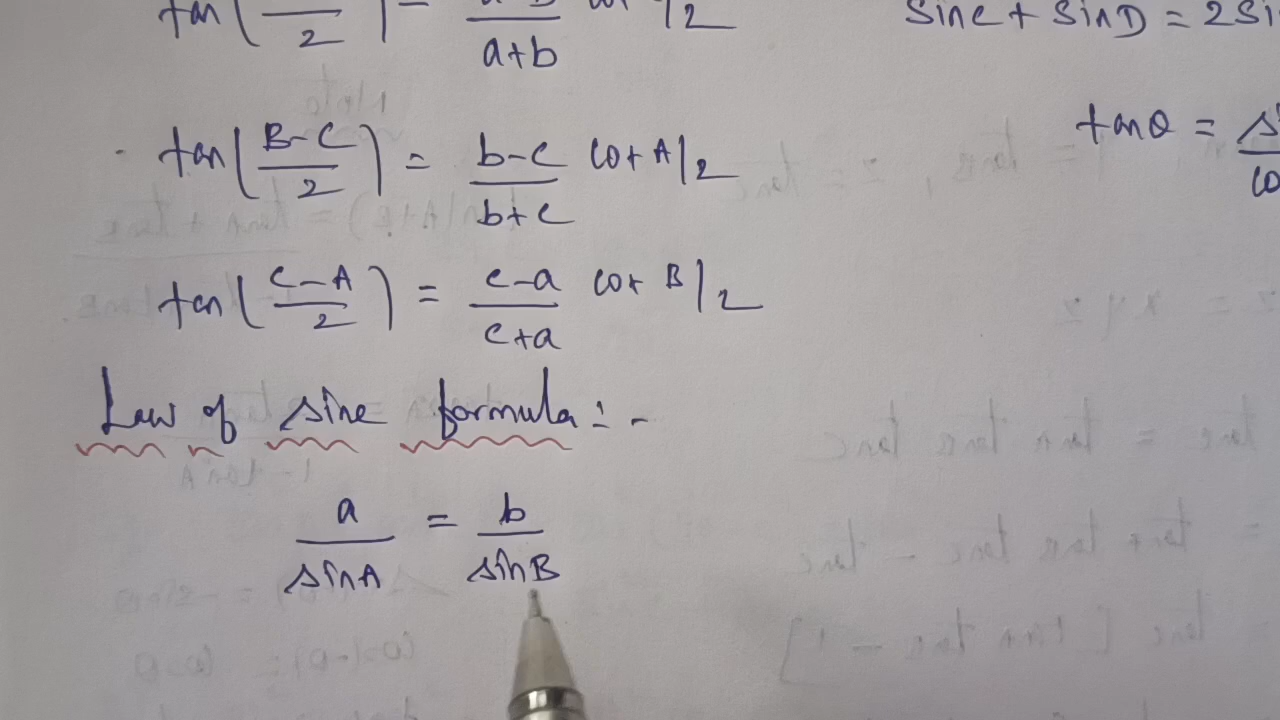 tan( /2) = a-b/a+b cot /2
tan(B-C/2) = b-c/b+c cot A/2
tan(C-A/2) = c-a/c+a cot B/2
Law of sine formula:-
a/sinA = b/sinB
sinC + sinD = 2si
tanθ = s/co